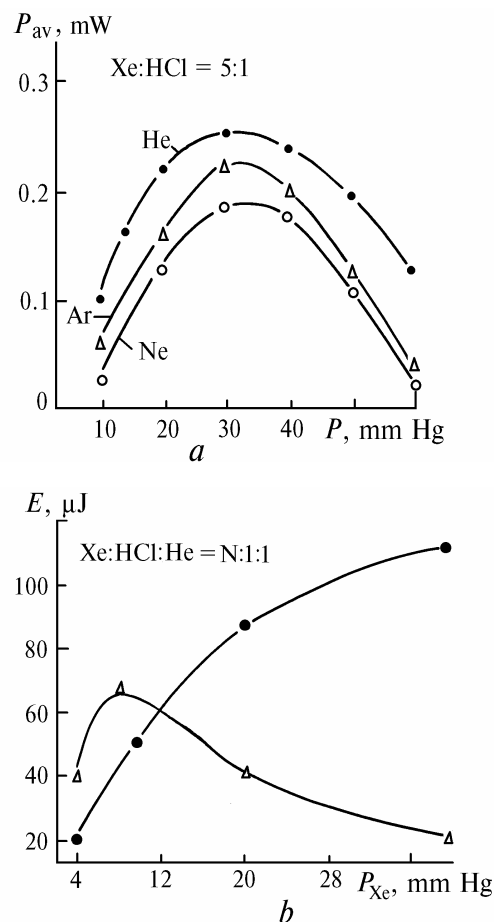 P_av, mW
Xe:HCl = 5:1
0.3
He
0.2
0.1
Ar
Ne
0
10 20 30 40 P, mm Hg
a
E, μJ
Xe:HCl:He = N:1:1
100
80
60
40
20
4 12 20 28 P_Xe, mm Hg
b